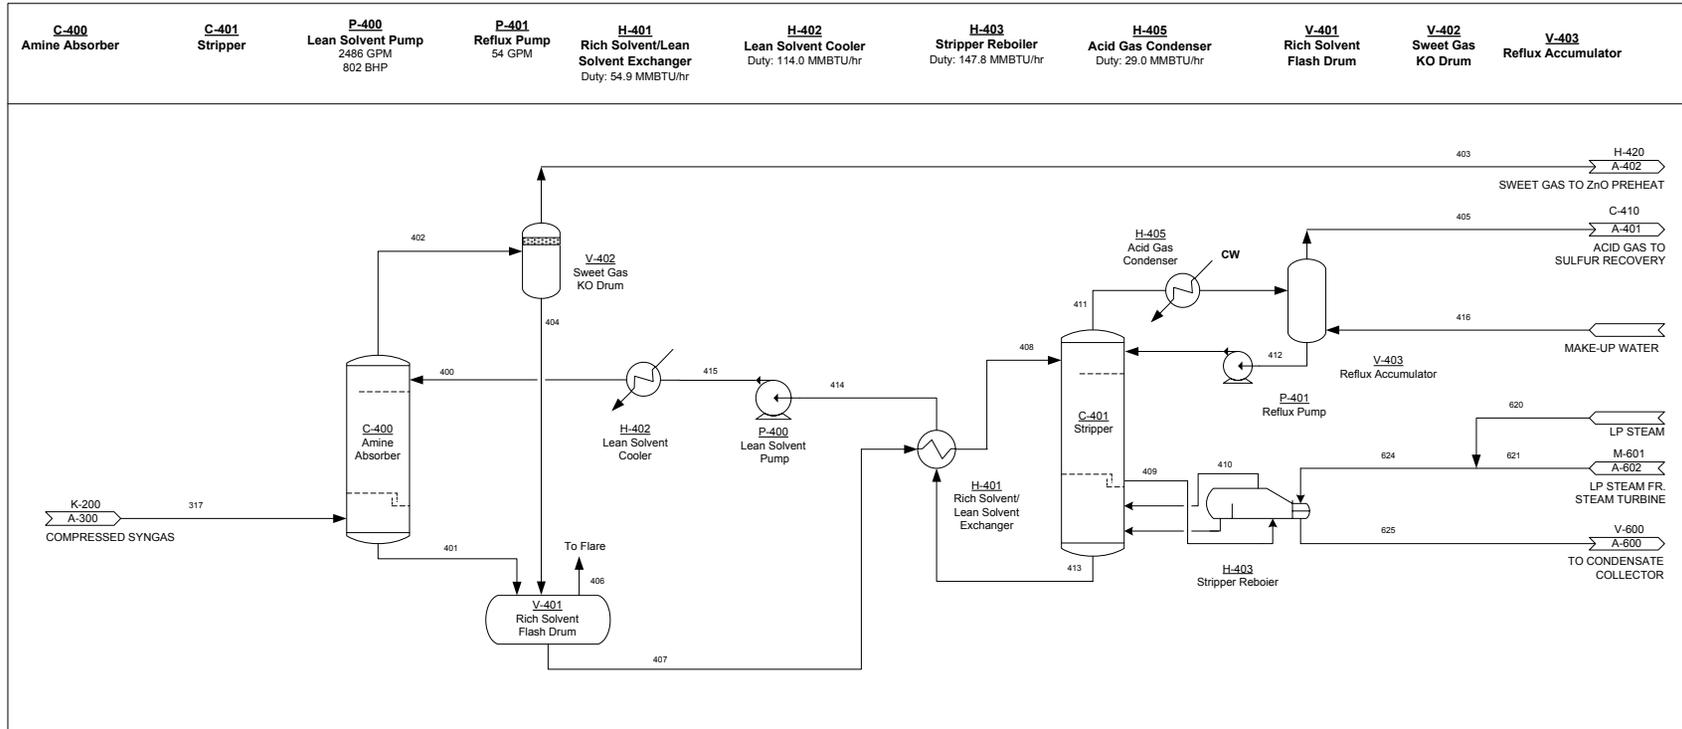 C-400
Amine Absorber
C-401
Stripper
P-400
Lean Solvent Pump
2486 GPM
802 BHP
P-401
Reflux Pump
54 GPM
H-401
Rich Solvent/Lean
Solvent Exchanger
Duty: 54.9 MMBTU/hr
H-402
Lean Solvent Cooler
Duty: 114.0 MMBTU/hr
H-403
Stripper Reboiler
Duty: 147.8 MMBTU/hr
H-405
Acid Gas Condenser
Duty: 29.0 MMBTU/hr
V-401
Rich Solvent
Flash Drum
V-402
Sweet Gas
KO Drum
V-403
Reflux Accumulator
403
H-420
A-402
SWEET GAS TO ZnO PREHEAT
402
V-402
Sweet Gas
KO Drum
404
H-405
Acid Gas
Condenser
CW
405
C-410
A-401
ACID GAS TO
SULFUR RECOVERY
411
416
MAKE-UP WATER
412
V-403
Reflux Accumulator
P-401
Reflux Pump
400
415
414
408
H-402
Lean Solvent
Cooler
P-400
Lean Solvent
Pump
C-400
Amine
Absorber
C-401
Stripper
H-401
Rich Solvent/
Lean Solvent
Exchanger
409
410
620
LP STEAM
624
621
M-601
A-602
LP STEAM FR.
STEAM TURBINE
K-200
A-300
317
COMPRESSED SYNGAS
625
V-600
A-600
TO CONDENSATE
COLLECTOR
H-403
Stripper Reboier
401
To Flare
406
413
V-401
Rich Solvent
Flash Drum
407